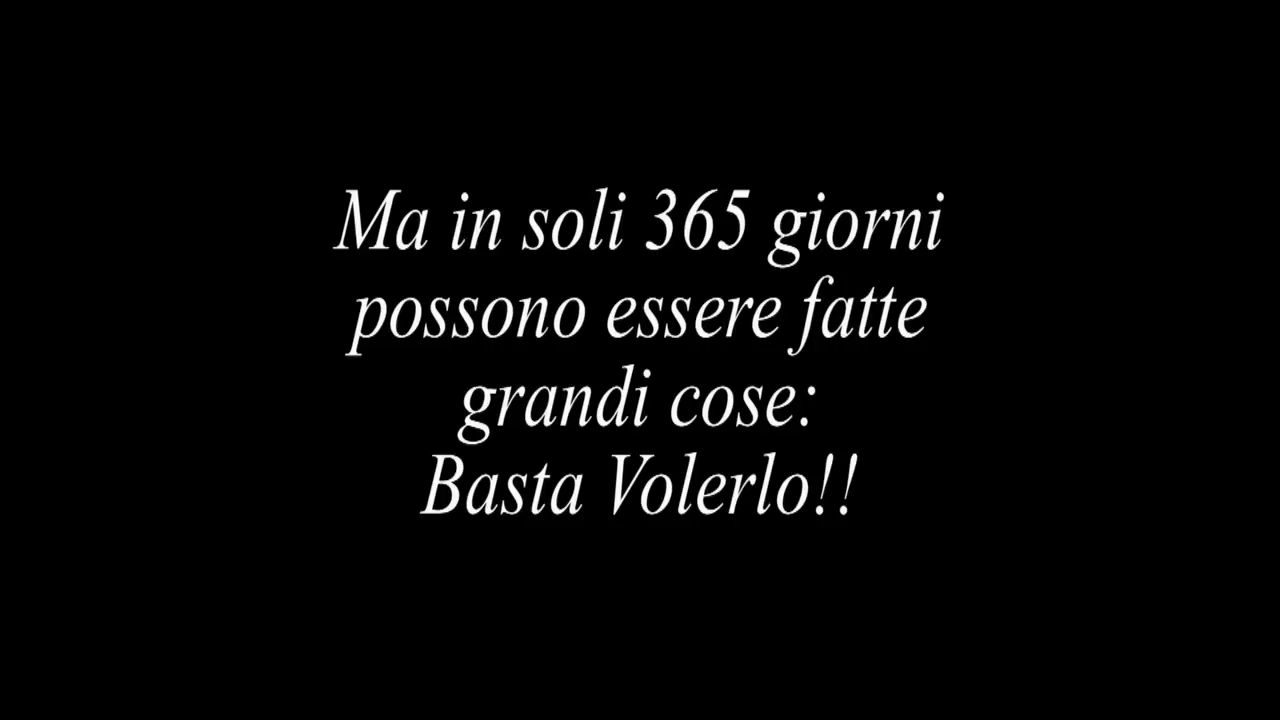 Ma in soli 365 giorni
possono essere fatte
grandi cose:
Basta Volerlo!!